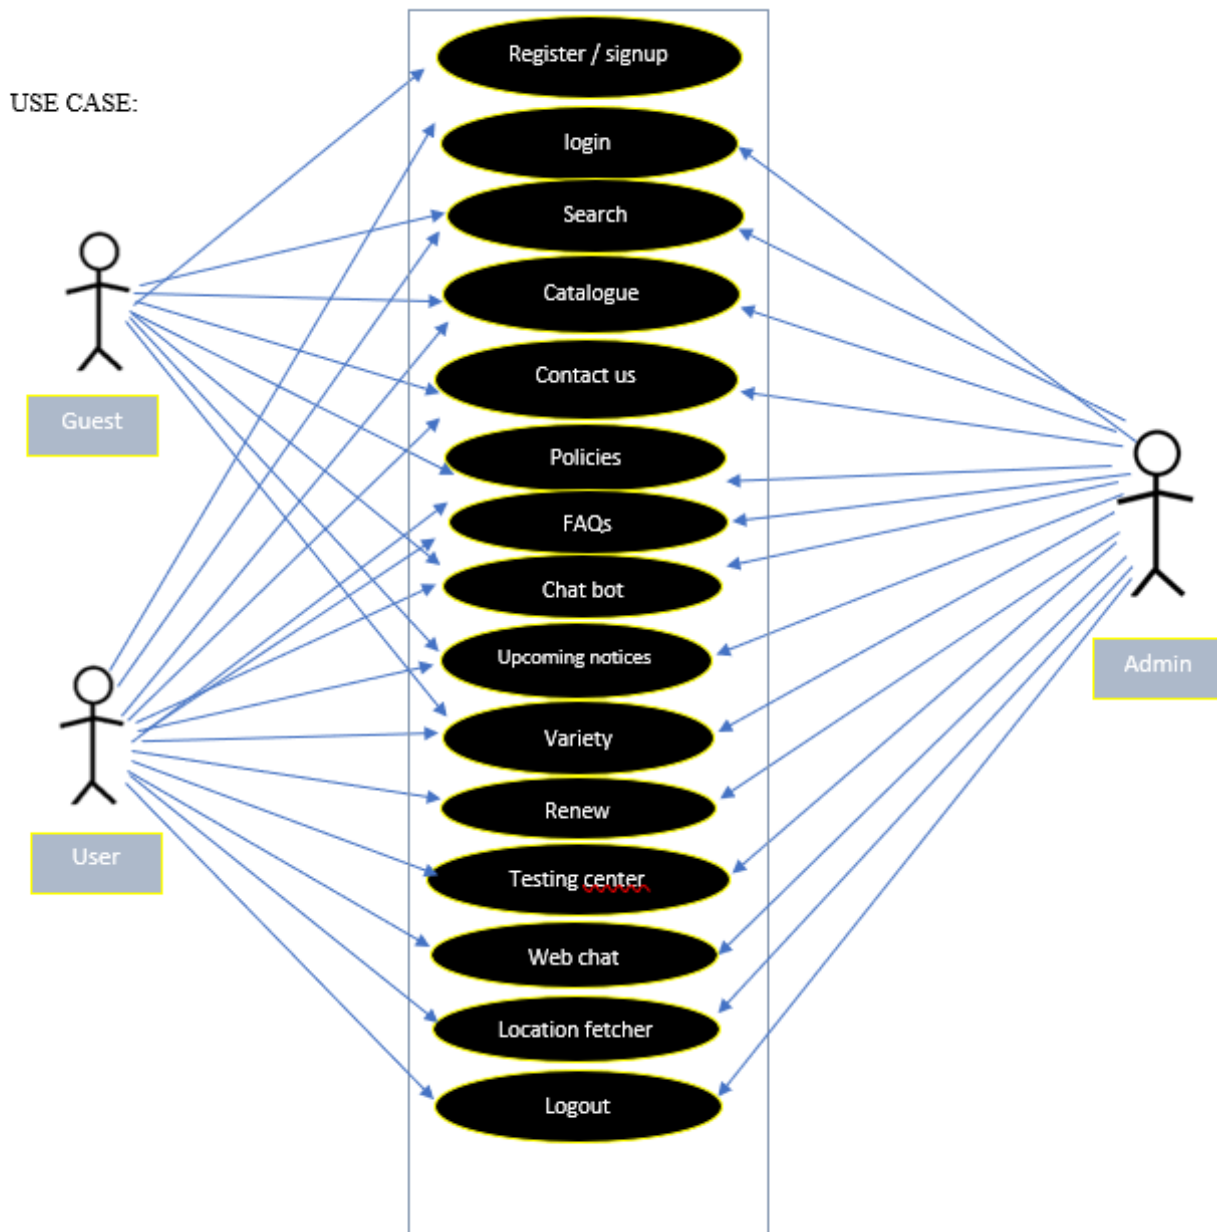 USE CASE:
Register / signup
login
Search
Catalogue
Contact us
Policies
FAQs
Chat bot
Upcoming notices
Variety
Renew
Testing center
Web chat
Location fetcher
Logout
Guest
User
Admin